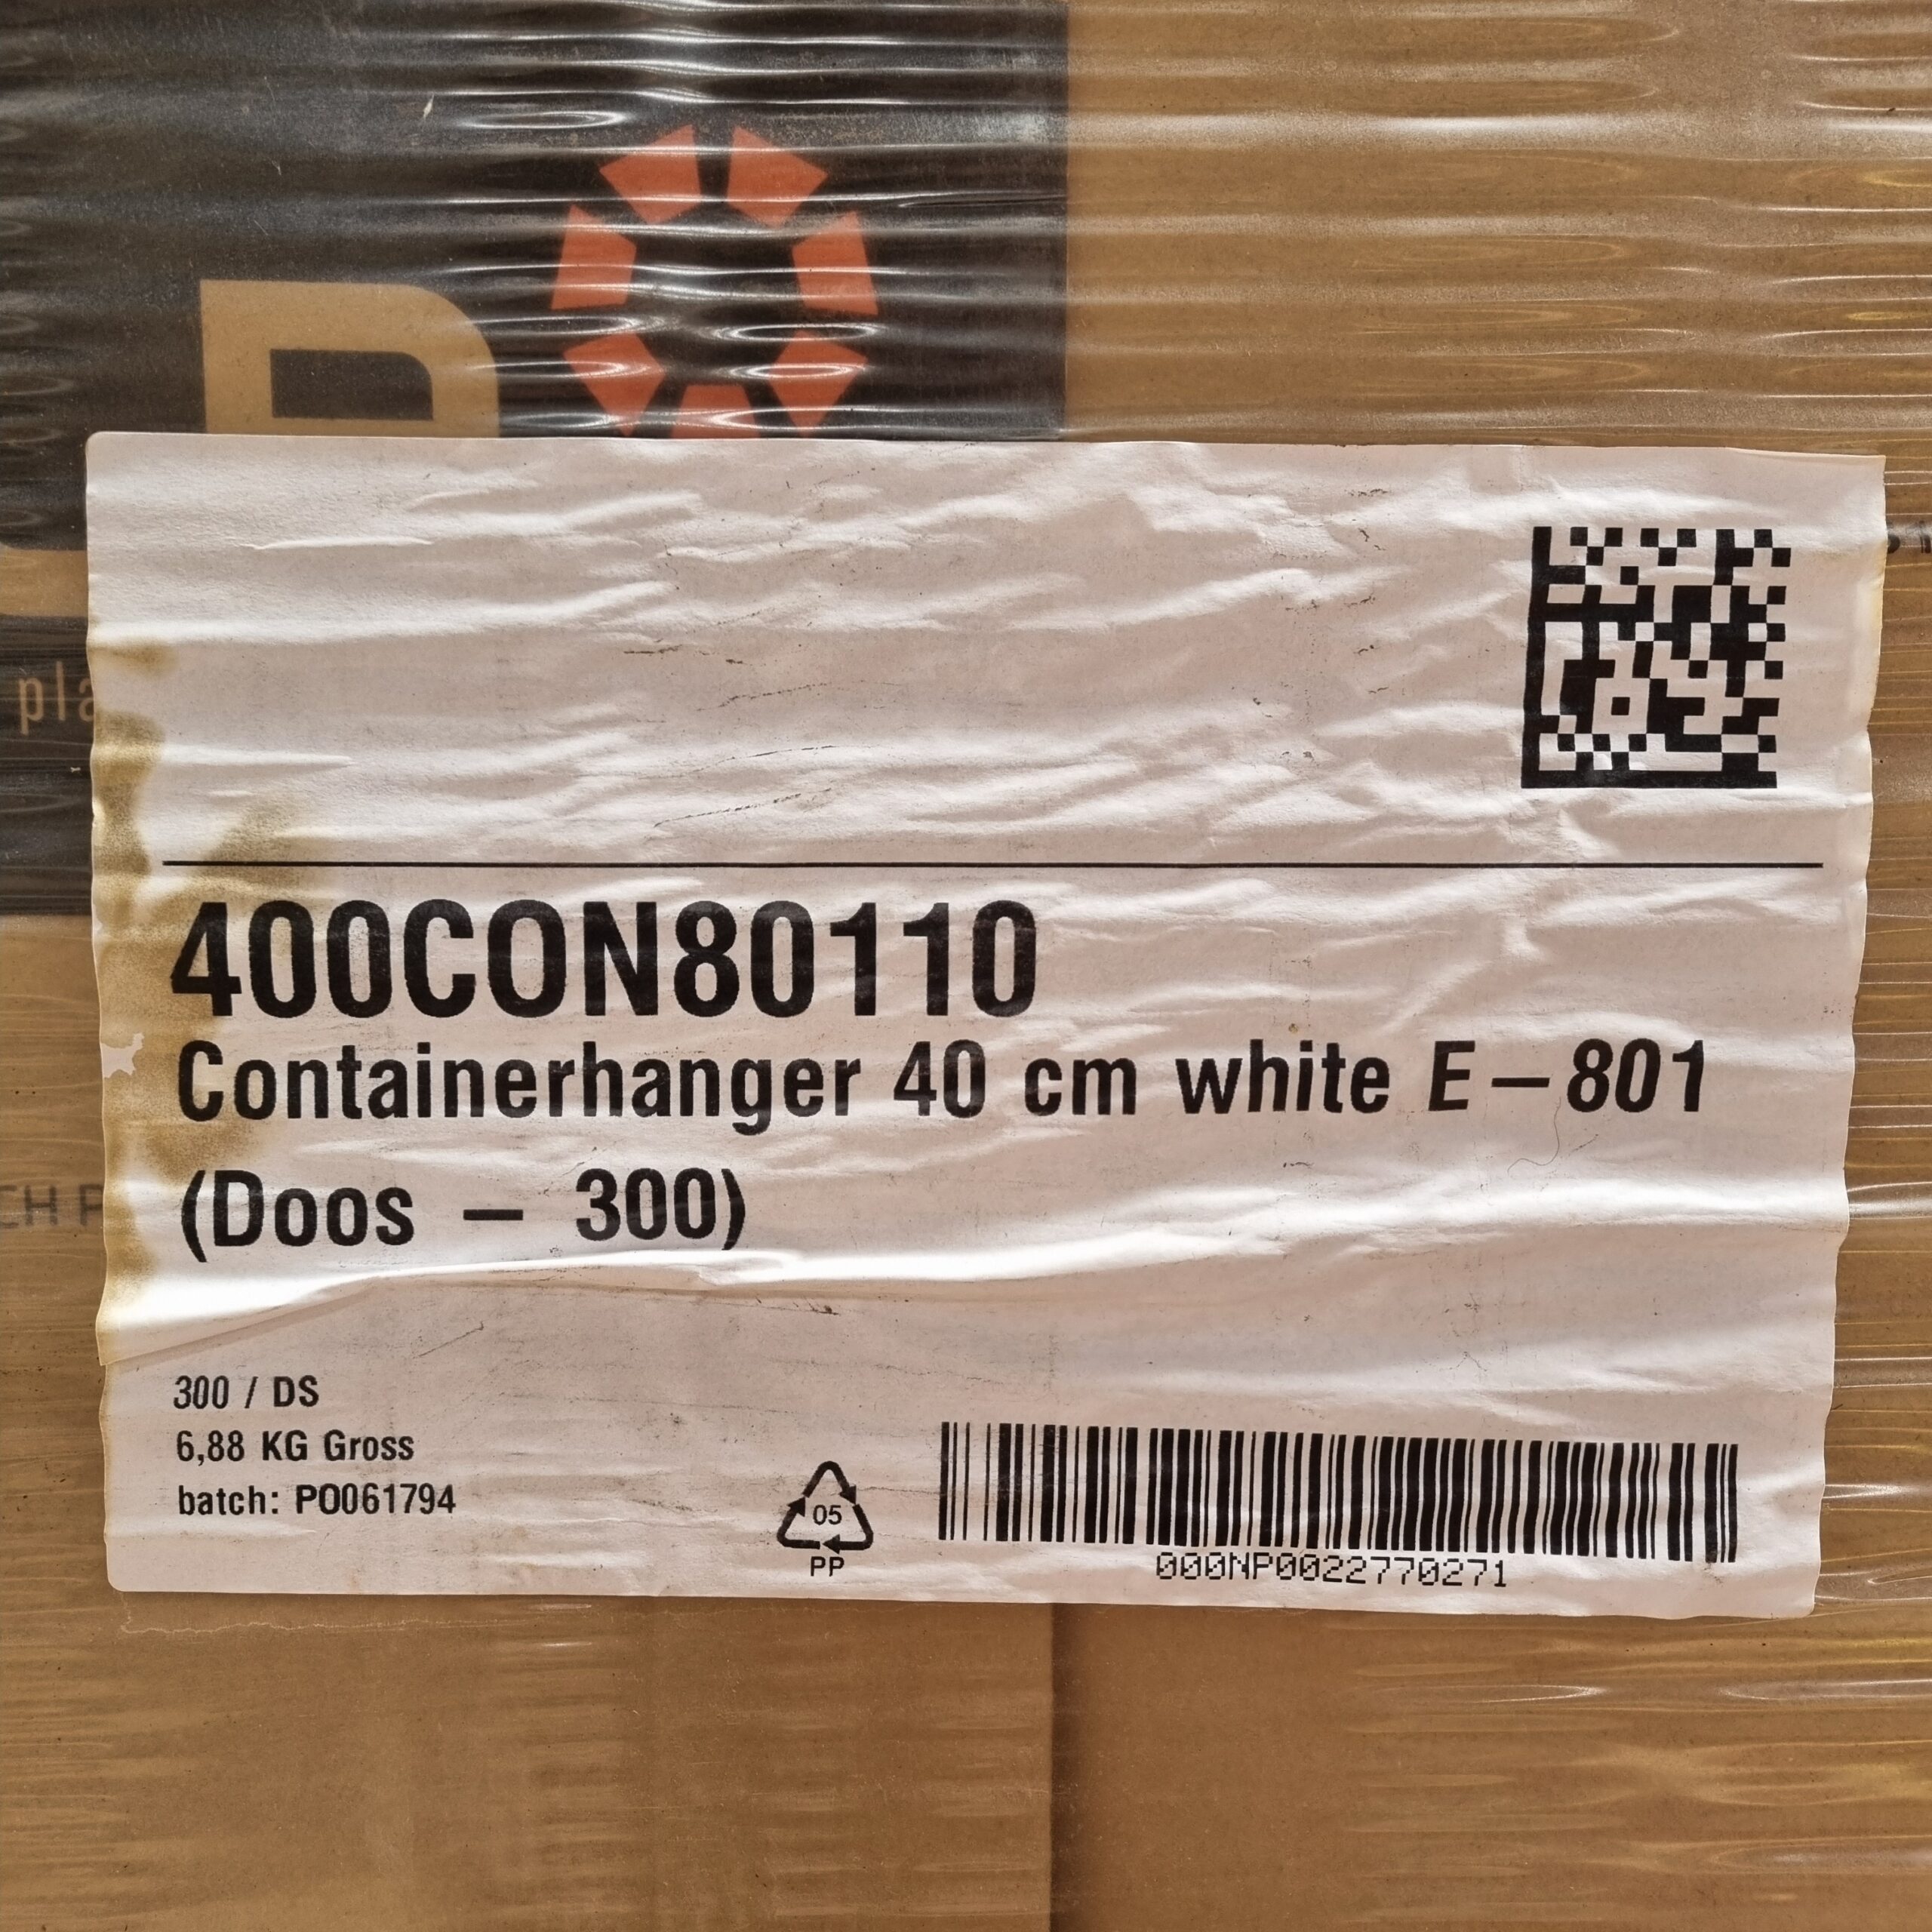 400CON80110
Containerhanger 40 cm white E-801
(Doos - 300)
300 / DS
6,88 KG Gross
batch: PO061794
05
PP
000NP0022770271